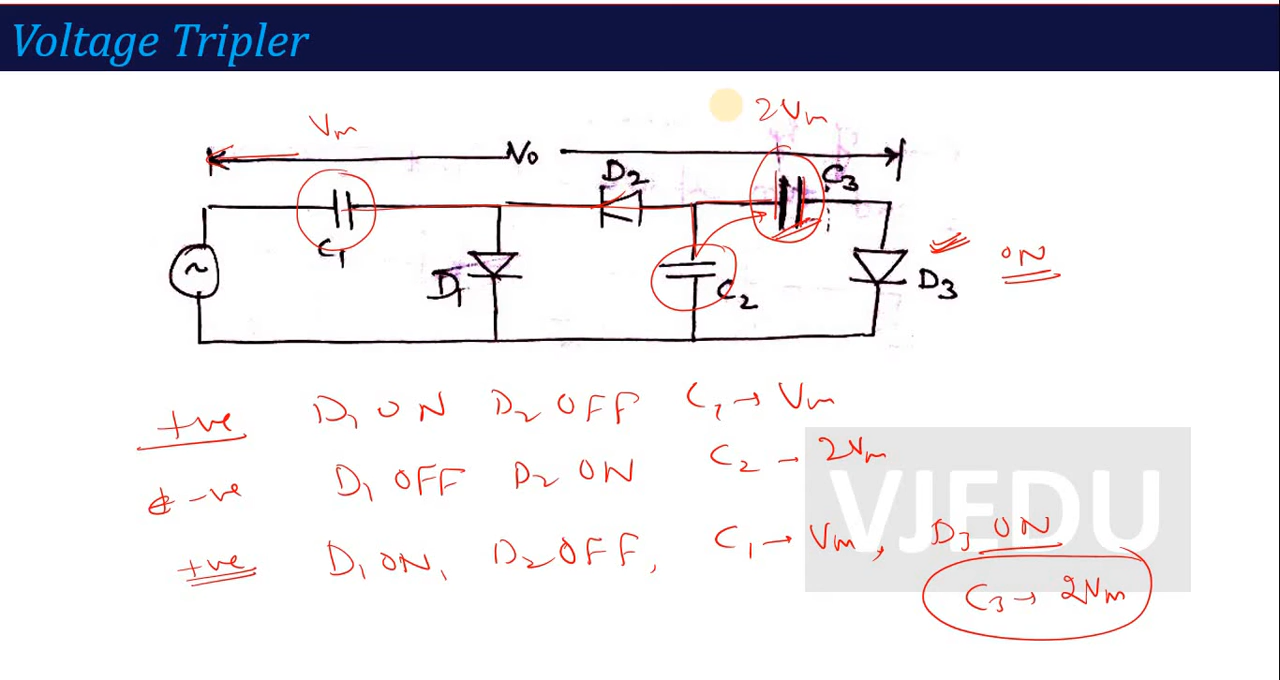 Voltage Tripler
Vm 2Vm
Vo
D2 C3
C1 D1 C2 D3 ON
~
+ve D1 ON D2 OFF C1 → Vm
-ve D1 OFF D2 ON C2 → 2Vm
+ve D1 ON, D2 OFF, C1 → Vm, D3 ON
C3 → 2Vm
VJEDU